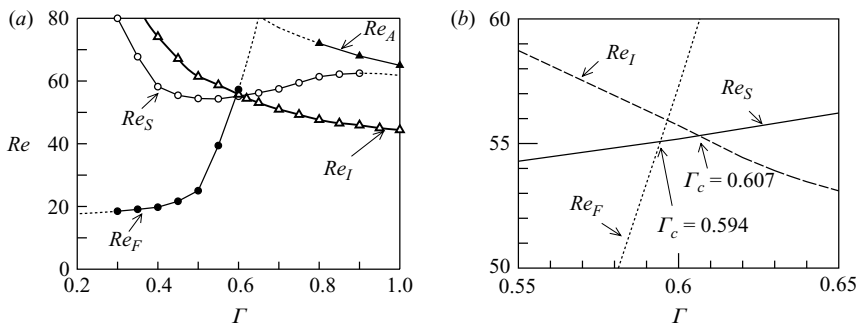 (a)
80
60
40
20
0
Re
0.2
0.4
0.6
0.8
1.0
Γ
Re_A
Re_S
Re_I
Re_F
(b)
60
55
50
0.55
0.6
0.65
Γ
Re_I
Re_S
Γ_c = 0.607
Re_F
Γ_c = 0.594